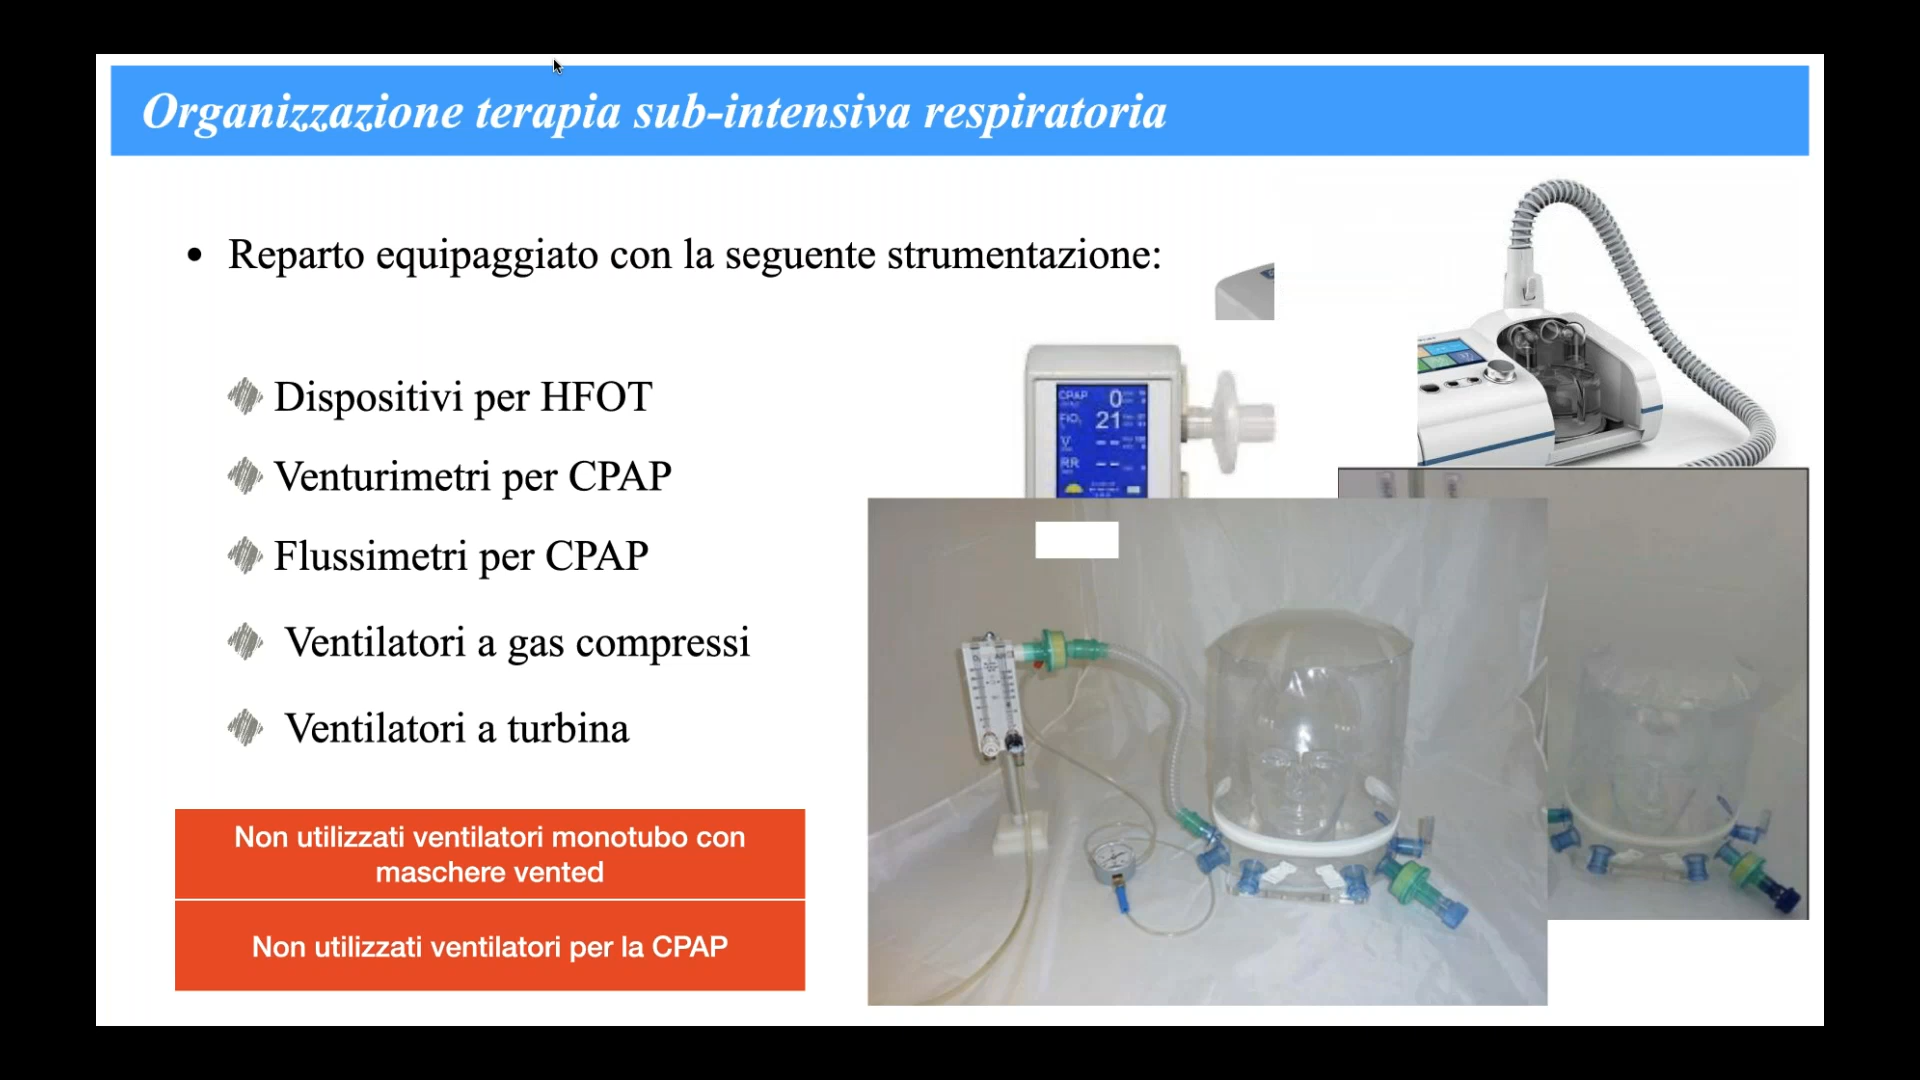 Organizzazione terapia sub-intensiva respiratoria
• Reparto equipaggiato con la seguente strumentazione:
Dispositivi per HFOT
Venturimetri per CPAP
Flussimetri per CPAP
Ventilatori a gas compressi
Ventilatori a turbina
Non utilizzati ventilatori monotubo con
maschere vented
Non utilizzati ventilatori per la CPAP
CPAP 0
FiO₂ 21
V --
RR --